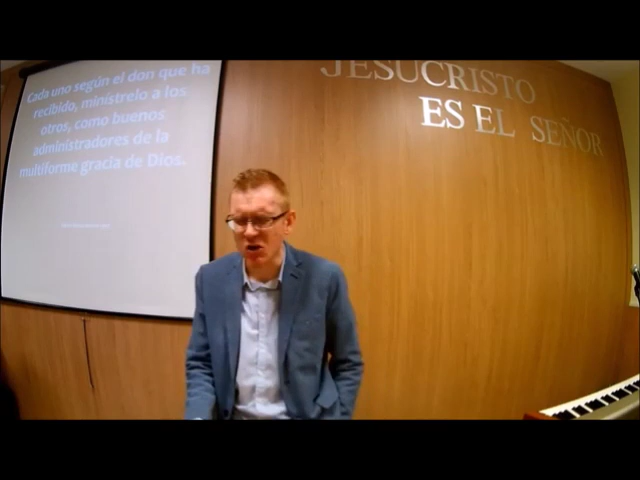 Cada uno según el don que ha
recibido, minístrelo a los
otros, como buenos
administradores de la
multiforme gracia de Dios.
JESUCRISTO
ES EL SEÑOR